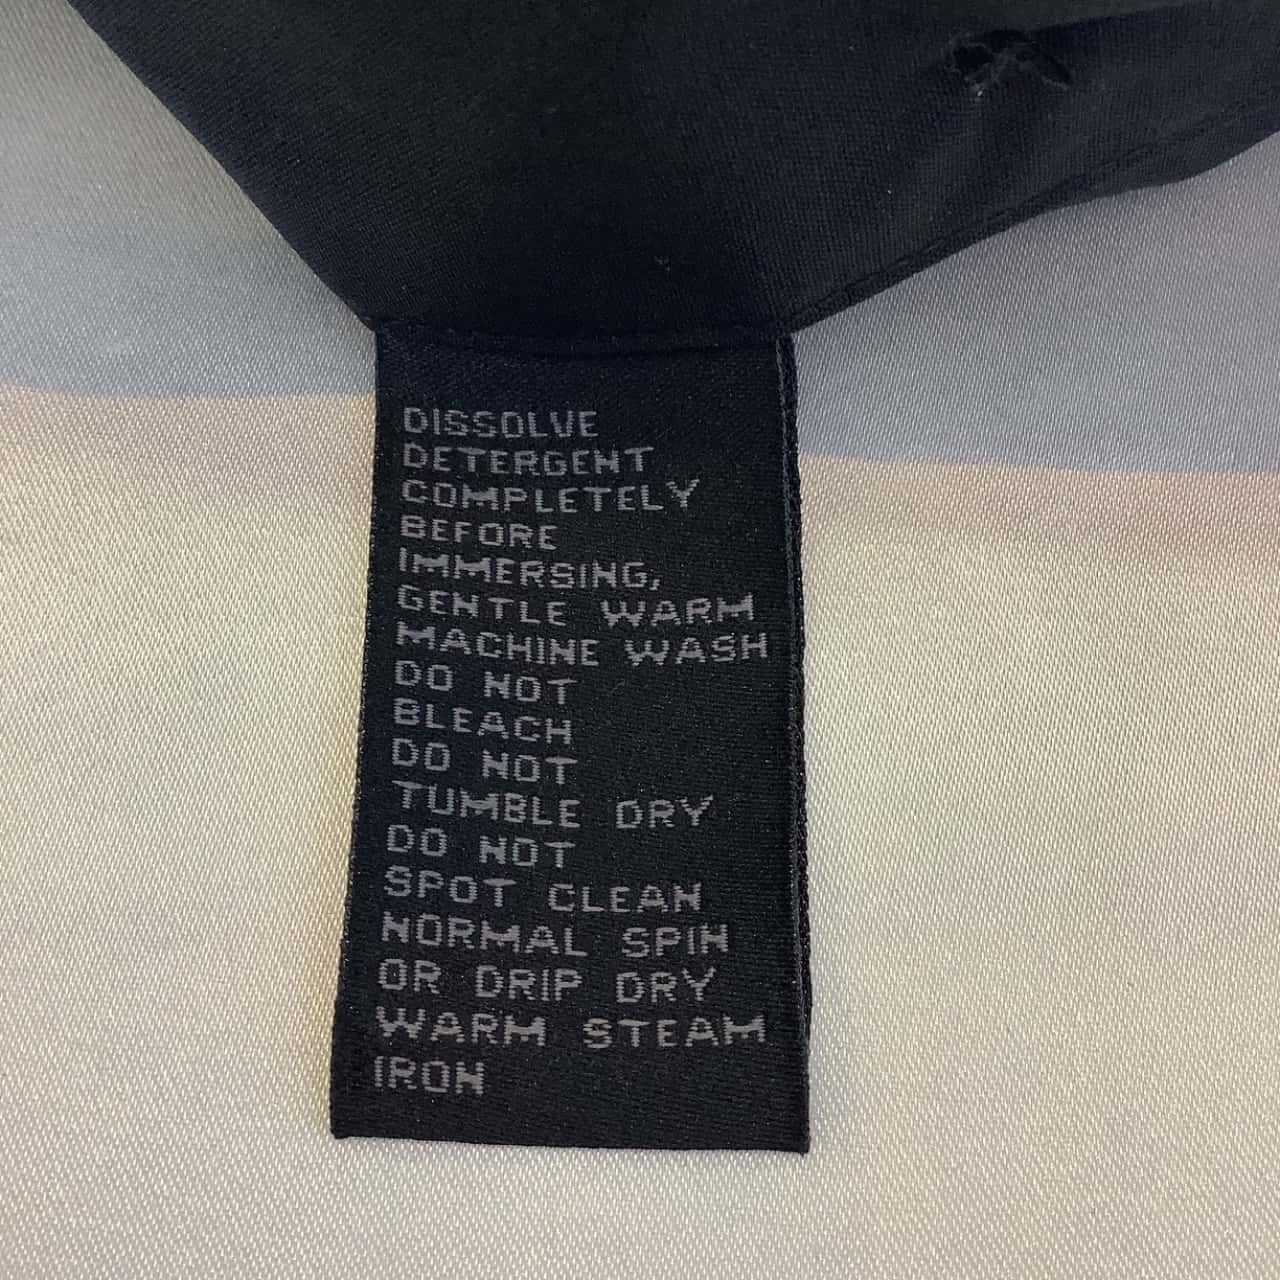 DISSOLVE
DETERGENT
COMPLETELY
BEFORE
IMMERSING,
GENTLE WARM
MACHINE WASH
DO NOT
BLEACH
DO NOT
TUMBLE DRY
DO NOT
SPOT CLEAN
NORMAL SPIN
OR DRIP DRY
WARM STEAM
IRON